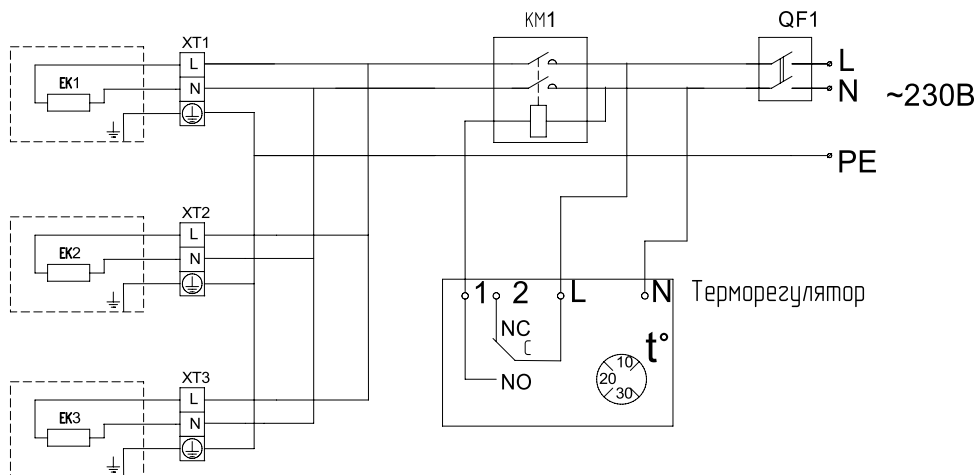 KM1
QF1
XT1
L
N
EK1
L
N
~230В
PE
XT2
L
N
EK2
1
2
L
N
Терморегулятор
NC
C
NO
t°
10
20
30
XT3
L
N
EK3